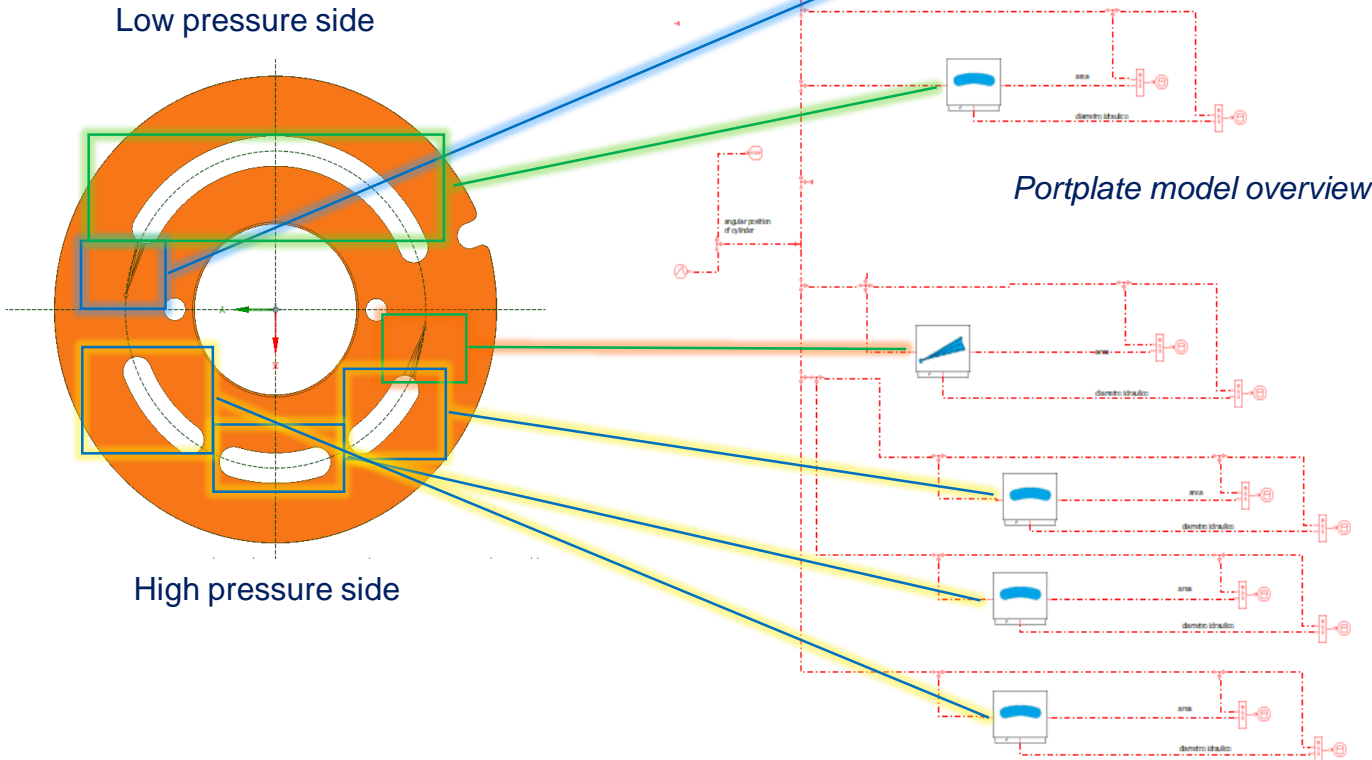 Low pressure side
area
diametro idraulico
Portplate model overview
angular position
of cylinder
area
diametro idraulico
High pressure side
area
diametro idraulico
area
diametro idraulico
area
diametro idraulico